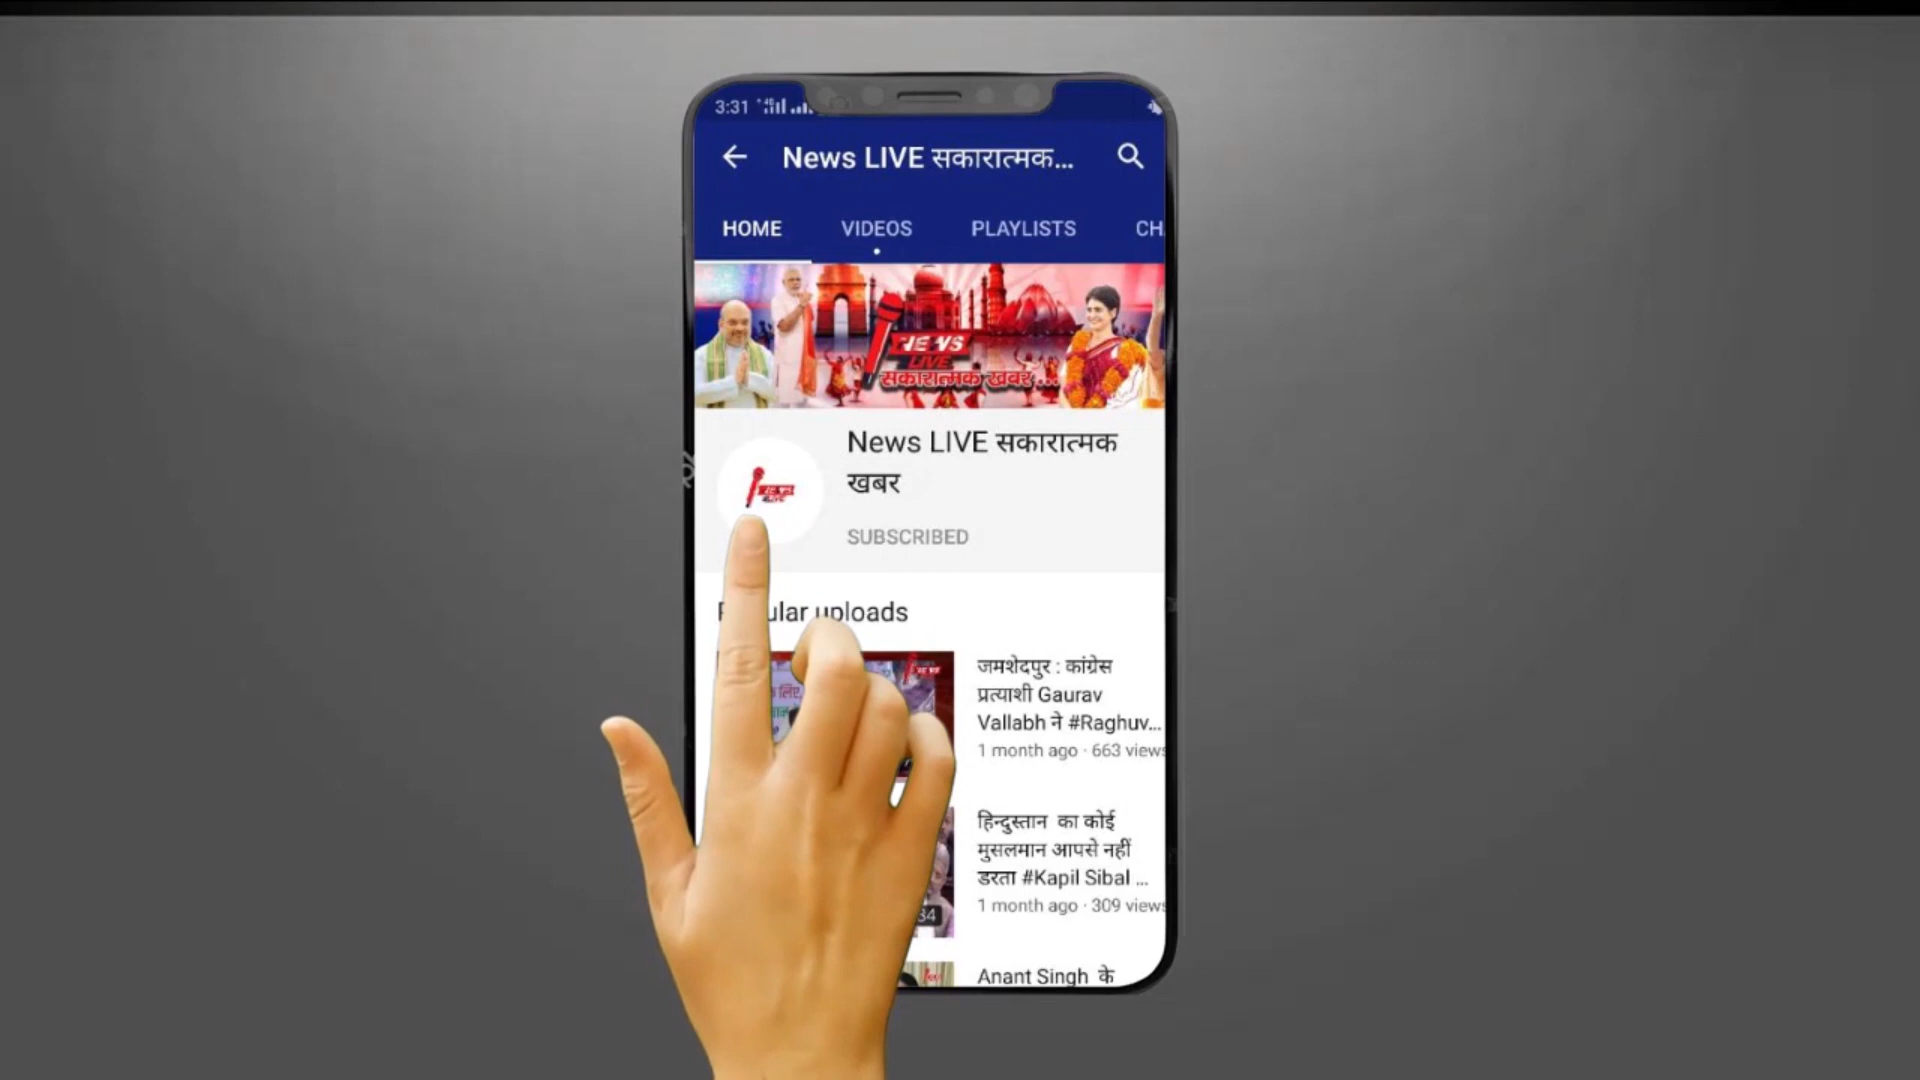 3:31
News LIVE सकारात्मक...
HOME VIDEOS PLAYLISTS CH
NEWS
LIVE
सकारात्मक खबर...
News LIVE सकारात्मक
खबर
SUBSCRIBED
uploads
जमशेदपुर : कांग्रेस
प्रत्याशी Gaurav
Vallabh ने #Raghuv...
1 month ago · 663 views
हिन्दुस्तान का कोई
मुसलमान आपसे नहीं
डरता #Kapil Sibal ...
1 month ago · 309 views
Anant Singh के